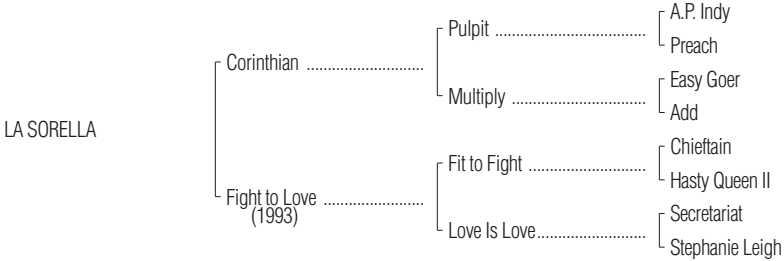 A.P. Indy
Pulpit ....................................
Preach
Corinthian ............................
Easy Goer
Multiply ................................
Add
LA SORELLA
Chieftain
Fit to Fight ............................
Hasty Queen II
Fight to Love ........................
(1993)
Secretariat
Love Is Love..........................
Stephanie Leigh